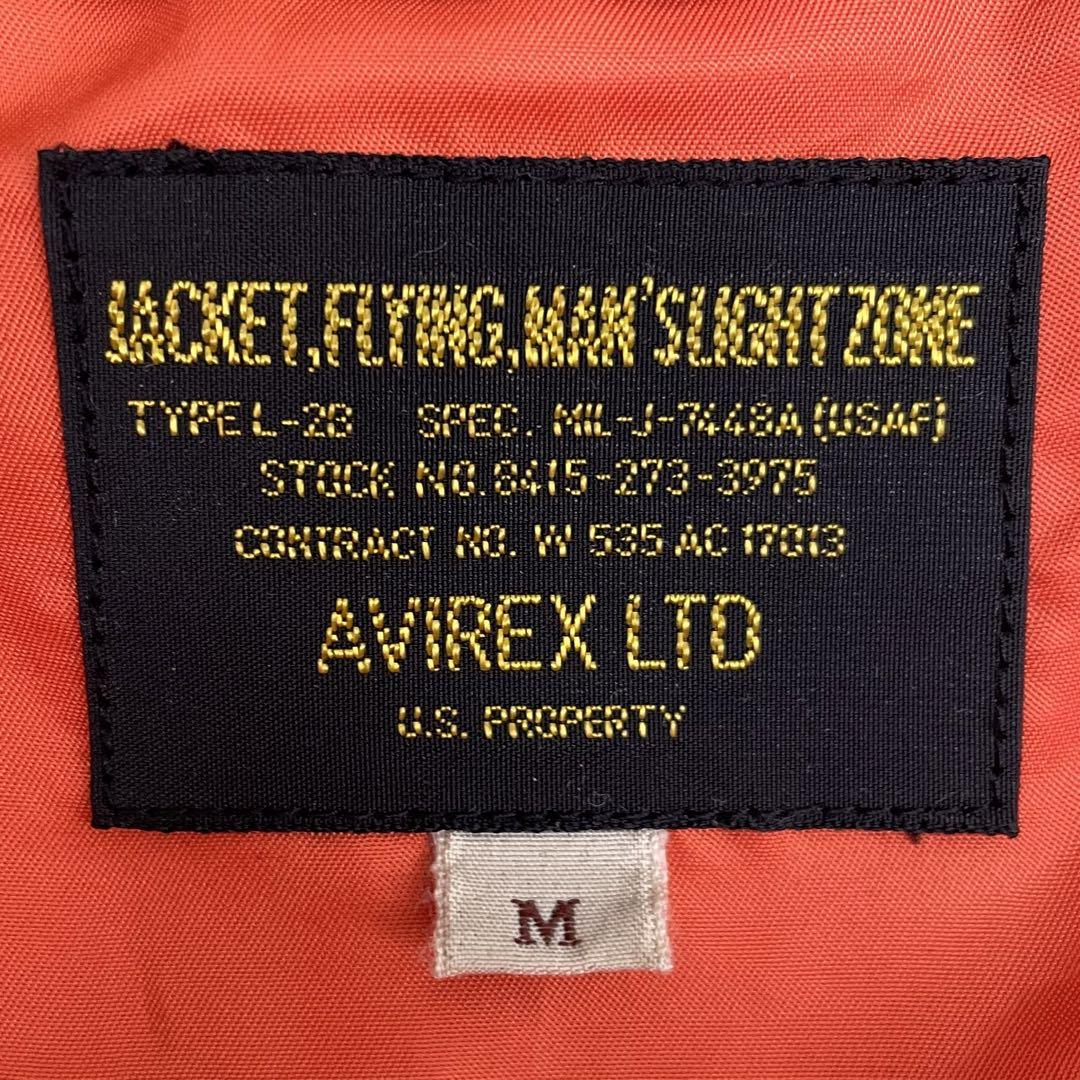 JACKET, FLYING, MAN'S LIGHT ZONE
TYPE L-2B SPEC. MIL-J-7448A (USAF)
STOCK NO. 8415-273-3975
CONTRACT NO. W 535 AC 17013
AVIREX LTD
U.S. PROPERTY
M